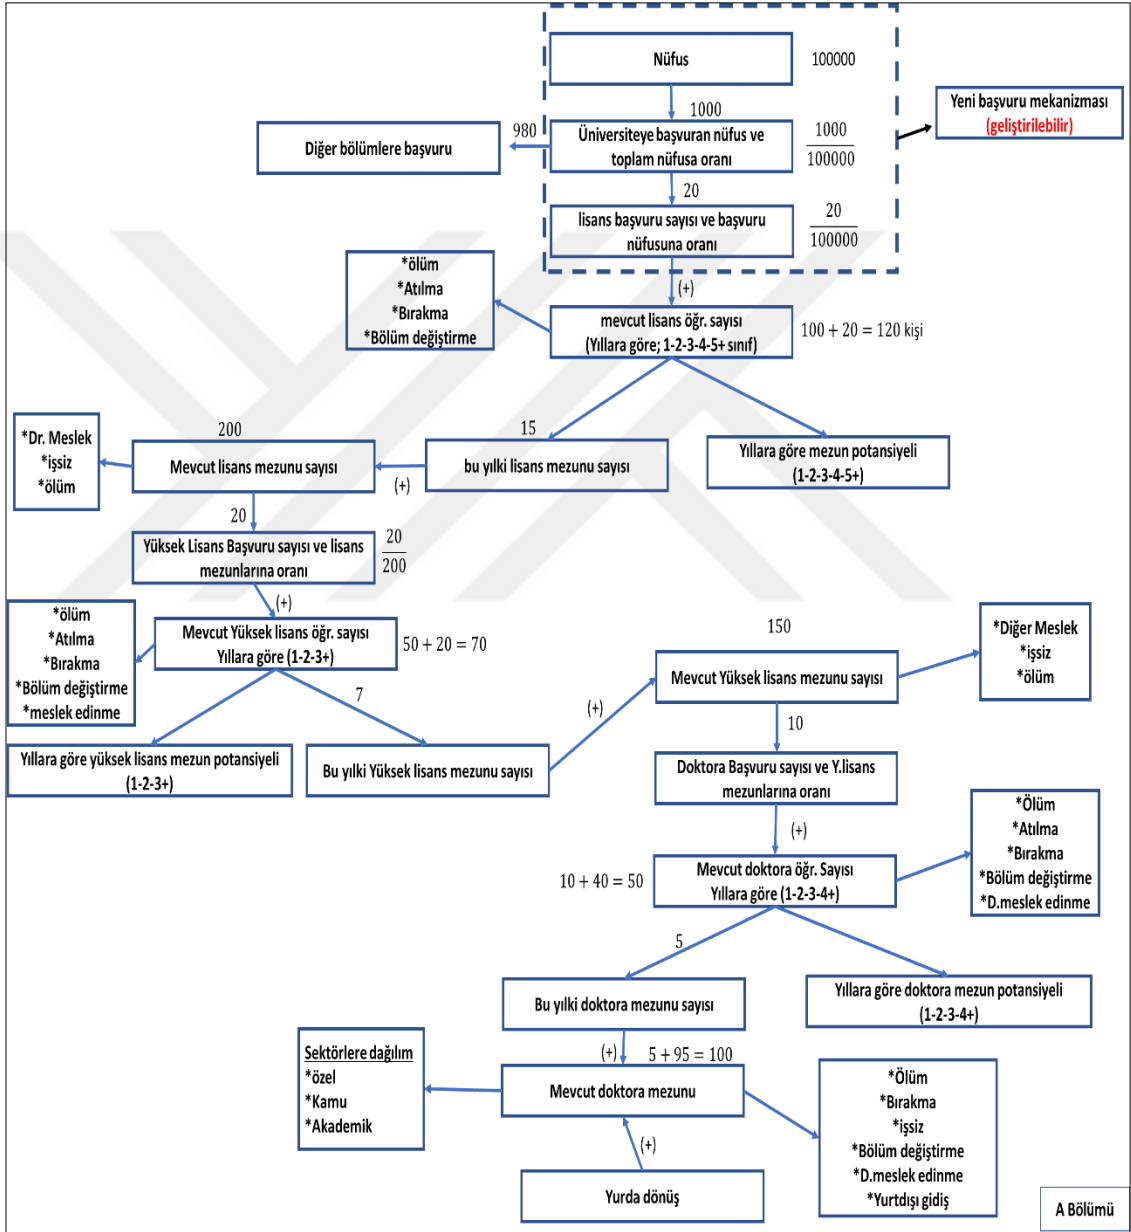 Nüfus
100000
1000
Yeni başvuru mekanizması
(geliştirilebilir)
980
Diğer bölümlere başvuru
Üniversiteye başvuran nüfus ve
toplam nüfusa oranı
1000
100000
20
lisans başvuru sayısı ve başvuru
nüfusuna oranı
20
100000
(+)
*ölüm
*Atılma
*Bırakma
*Bölüm değiştirme
mevcut lisans öğr. sayısı
(Yıllara göre; 1-2-3-4-5+ sınıf)
100 + 20 = 120 kişi
*Dr. Meslek
*işsiz
*ölüm
200
Mevcut lisans mezunu sayısı
(+)
15
bu yılki lisans mezunu sayısı
Yıllara göre mezun potansiyeli
(1-2-3-4-5+)
20
Yüksek Lisans Başvuru sayısı ve lisans
mezunlarına oranı
20
200
(+)
*ölüm
*Atılma
*Bırakma
*Bölüm değiştirme
*meslek edinme
Mevcut Yüksek lisans öğr. sayısı
Yıllara göre (1-2-3+)
50 + 20 = 70
7
Yıllara göre yüksek lisans mezun potansiyeli
(1-2-3+)
Bu yılki Yüksek lisans mezunu sayısı
(+)
150
Mevcut Yüksek lisans mezunu sayısı
*Diğer Meslek
*işsiz
*ölüm
10
Doktora Başvuru sayısı ve Y.lisans
mezunlarına oranı
(+)
10 + 40 = 50
Mevcut doktora öğr. Sayısı
Yıllara göre (1-2-3-4+)
*Ölüm
*Atılma
*Bırakma
*Bölüm değiştirme
*D.meslek edinme
5
Bu yılki doktora mezunu sayısı
Yıllara göre doktora mezun potansiyeli
(1-2-3-4+)
(+)
5 + 95 = 100
Sektörlere dağılım
*özel
*Kamu
*Akademik
Mevcut doktora mezunu
*Ölüm
*Bırakma
*işsiz
*Bölüm değiştirme
*D.meslek edinme
*Yurtdışı gidiş
(+)
Yurda dönüş
A Bölümü